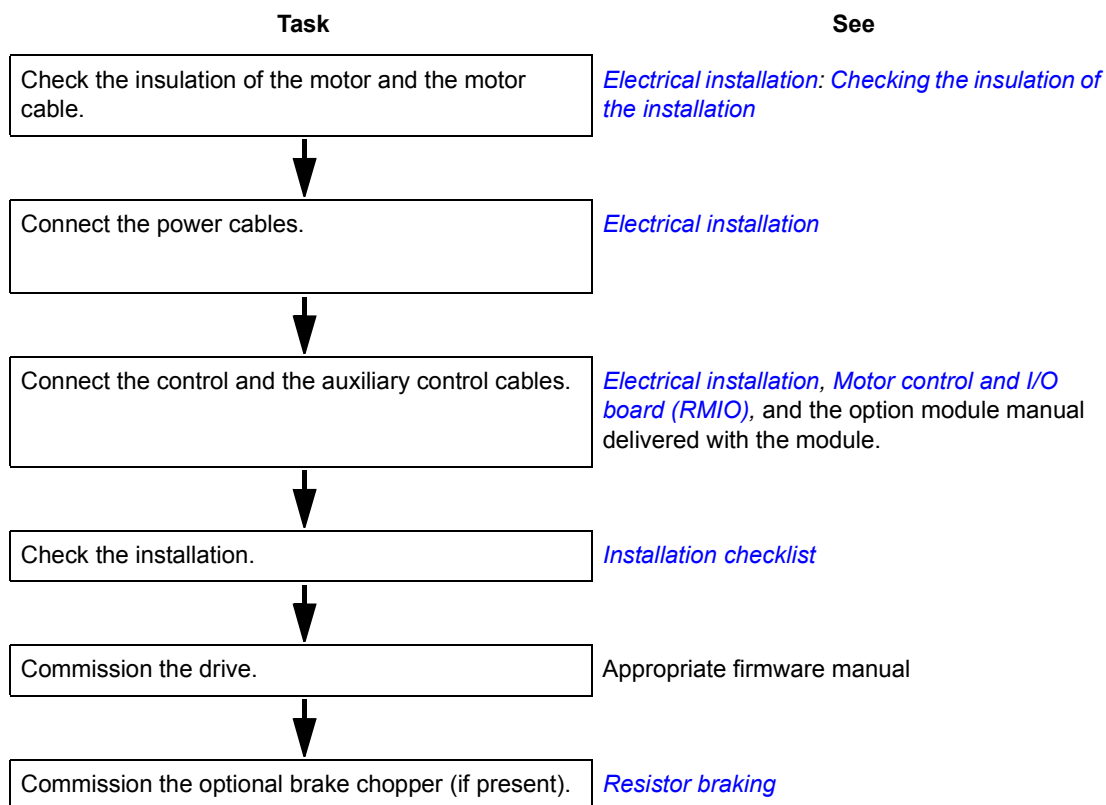 Task See
Check the insulation of the motor and the motor
cable.
Electrical installation: Checking the insulation of
the installation
Connect the power cables.
Electrical installation
Connect the control and the auxiliary control cables.
Electrical installation, Motor control and I/O
board (RMIO), and the option module manual
delivered with the module.
Check the installation.
Installation checklist
Commission the drive.
Appropriate firmware manual
Commission the optional brake chopper (if present).
Resistor braking